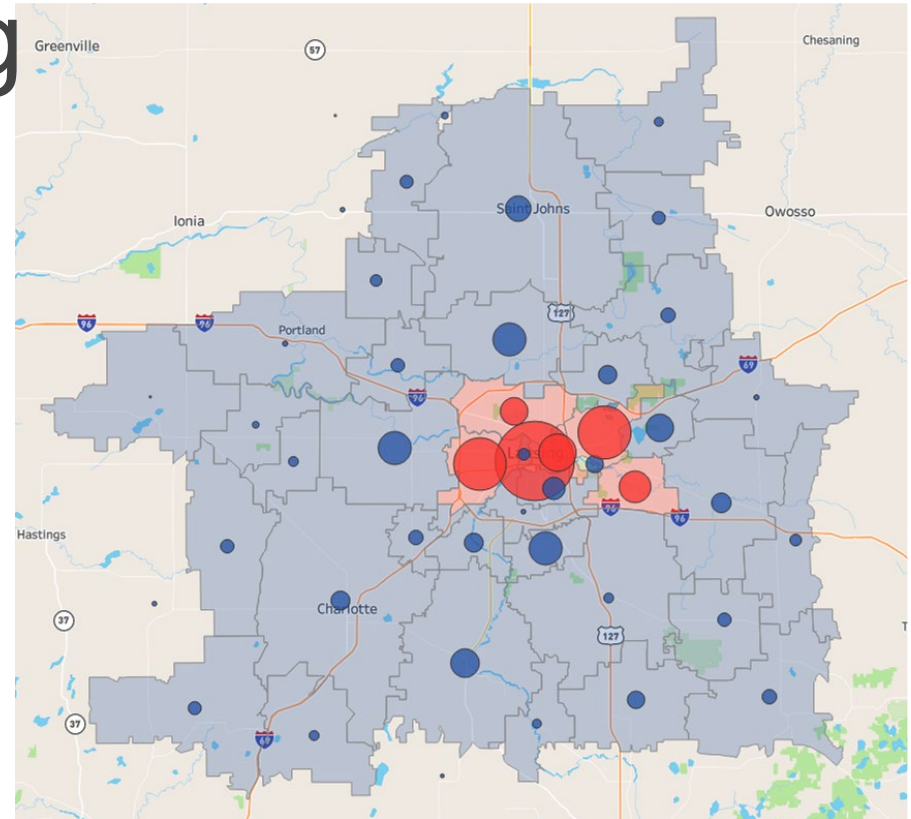 g
Greenville
57
Chesaning
Saint Johns
Owosso
Ionia
127
96
96
Portland
69
96
Lansing
96
96
Hastings
Charlotte
37
127
T
37
69